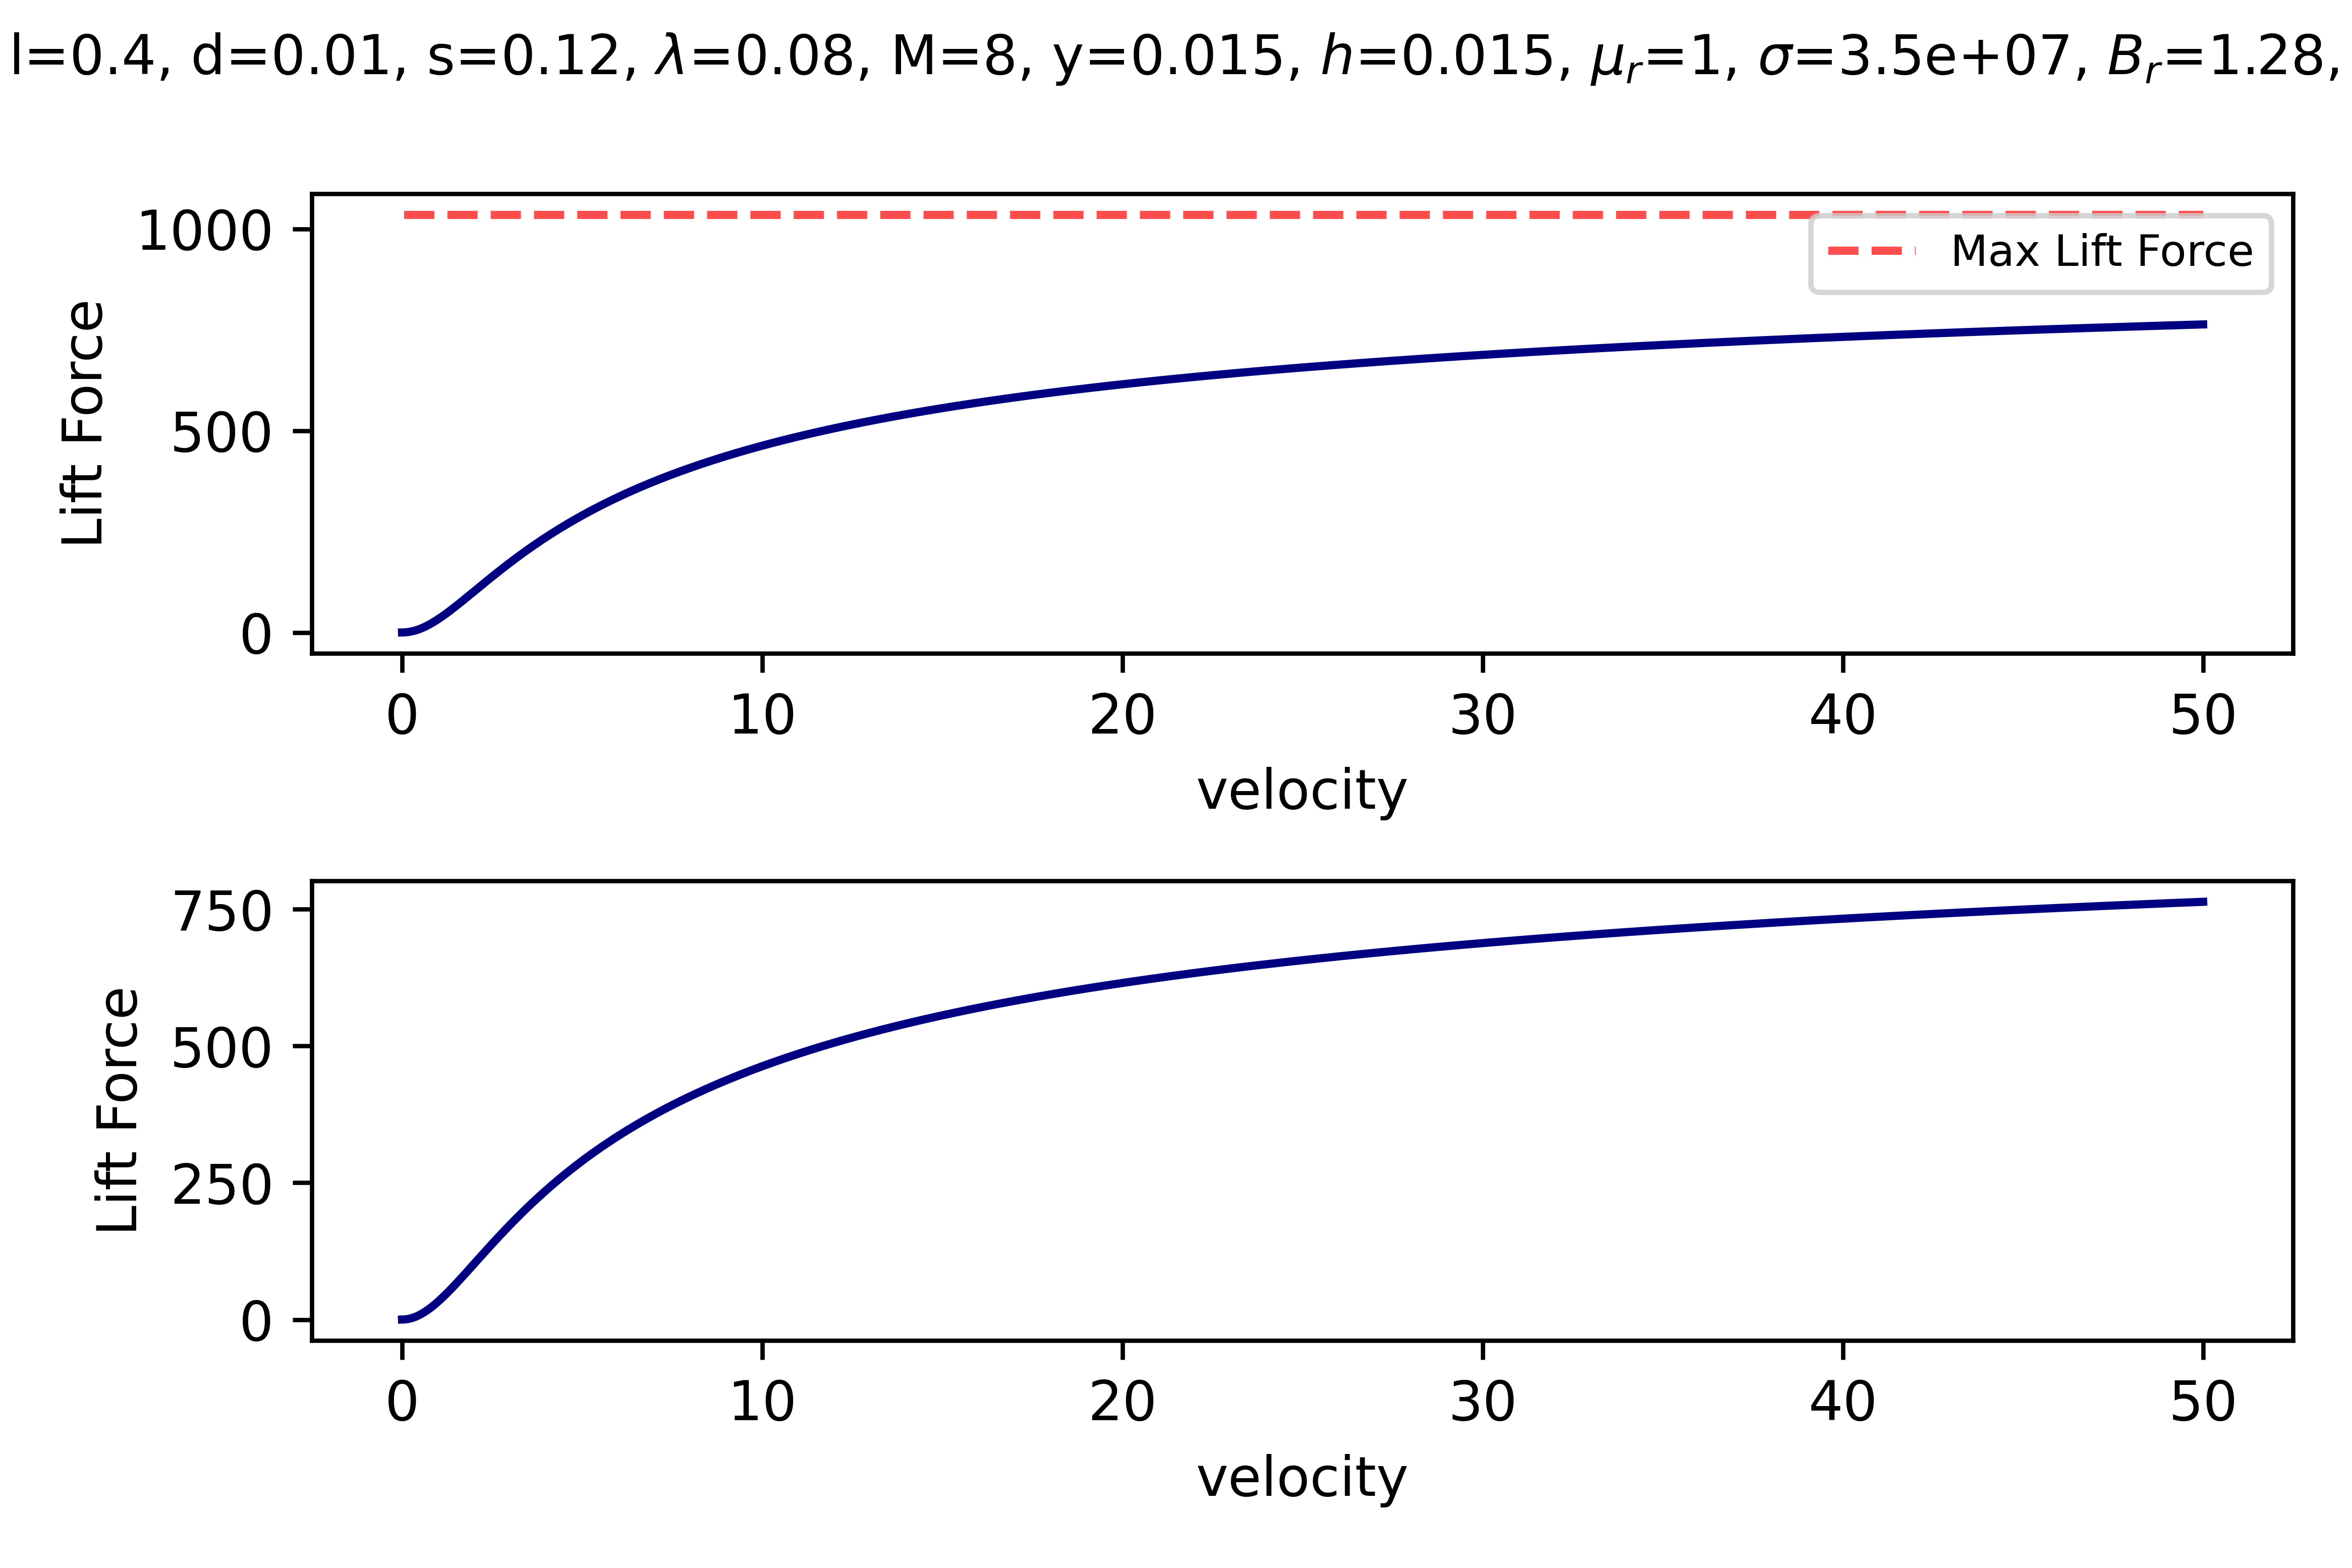 l=0.4, d=0.01, s=0.12, λ=0.08, M=8, y=0.015, h=0.015, μ_r=1, σ=3.5e+07, B_r=1.28,
1000
500
0
Lift Force
Max Lift Force
0 10 20 30 40 50
velocity
750
500
250
0
Lift Force
0 10 20 30 40 50
velocity